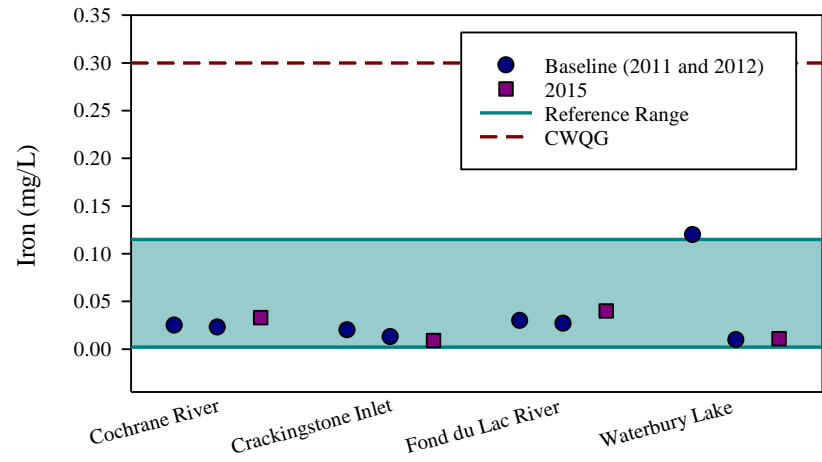 0.35
0.30
0.25
0.20
0.15
0.10
0.05
0.00
Iron (mg/L)
Baseline (2011 and 2012)
2015
Reference Range
CWQG
Cochrane River
Crackingstone Inlet
Fond du Lac River
Waterbury Lake